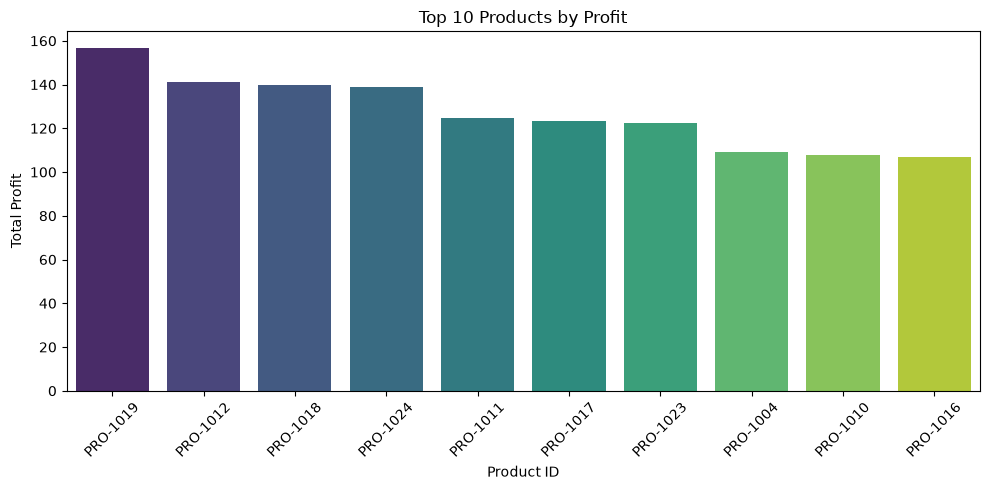 Top 10 Products by Profit
Total Profit
160
140
120
100
80
60
40
20
0
PRO-1019
PRO-1012
PRO-1018
PRO-1024
PRO-1011
PRO-1017
PRO-1023
PRO-1004
PRO-1010
PRO-1016
Product ID